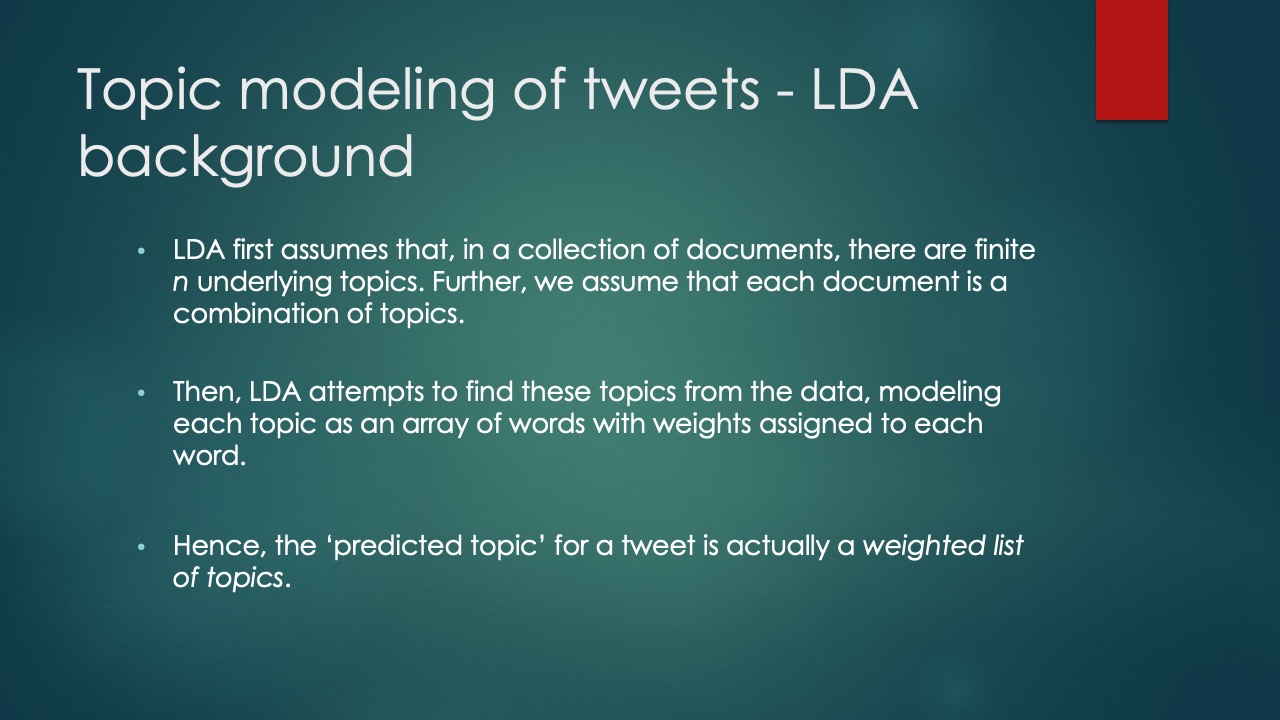 Topic modeling of tweets - LDA
background
• LDA first assumes that, in a collection of documents, there are finite
n underlying topics. Further, we assume that each document is a
combination of topics.
• Then, LDA attempts to find these topics from the data, modeling
each topic as an array of words with weights assigned to each
word.
• Hence, the ‘predicted topic’ for a tweet is actually a weighted list
of topics.